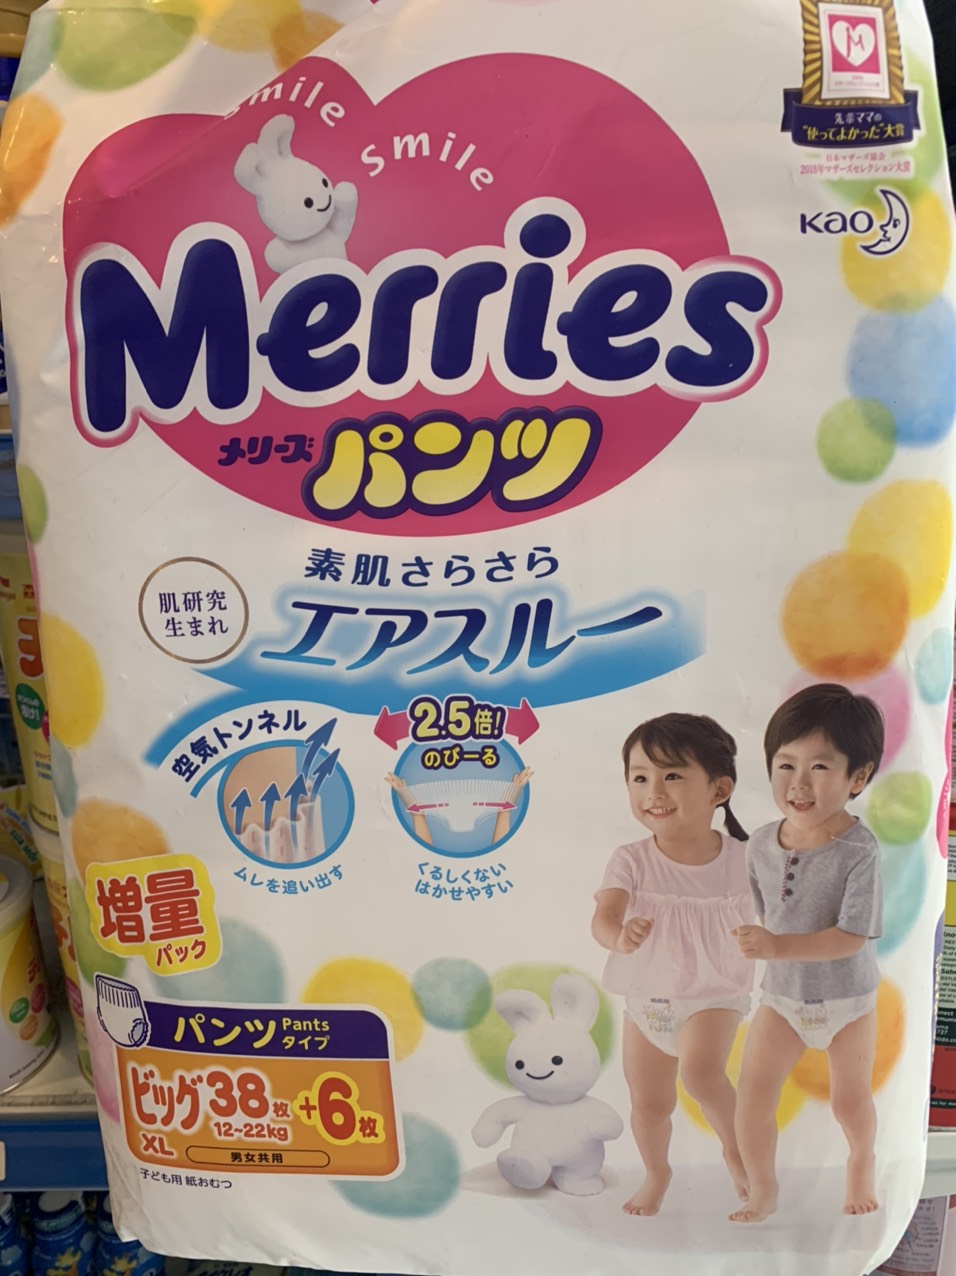 Smile
Smile
先輩ママの
"使ってよかった"大賞
日本マザーズ協会
2018年マザーズセレクション大賞
Kao
Merries
メリーズ パンツ
素肌さらさら
エアスルー
肌研究
生まれ
空気トンネル
ムレを追い出す
2.5倍!
のびーる
くるしくない
はかせやすい
増量
パック
パンツ Pants
タイプ
ビッグ 38枚 +6枚
XL 12~22kg
男女共用
子ども用 紙おむつ